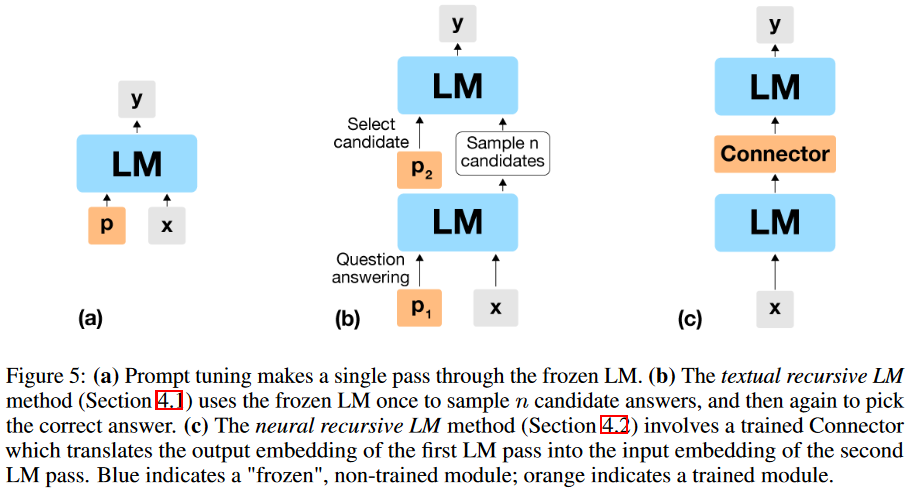 y
LM
p
x
(a)
y
LM
Select
candidate
p₂
Sample n
candidates
LM
Question
answering
p₁
x
(b)
y
LM
Connector
LM
x
(c)
Figure 5: (a) Prompt tuning makes a single pass through the frozen LM. (b) The textual recursive LM
method (Section 4.1) uses the frozen LM once to sample n candidate answers, and then again to pick
the correct answer. (c) The neural recursive LM method (Section 4.2) involves a trained Connector
which translates the output embedding of the first LM pass into the input embedding of the second
LM pass. Blue indicates a "frozen", non-trained module; orange indicates a trained module.